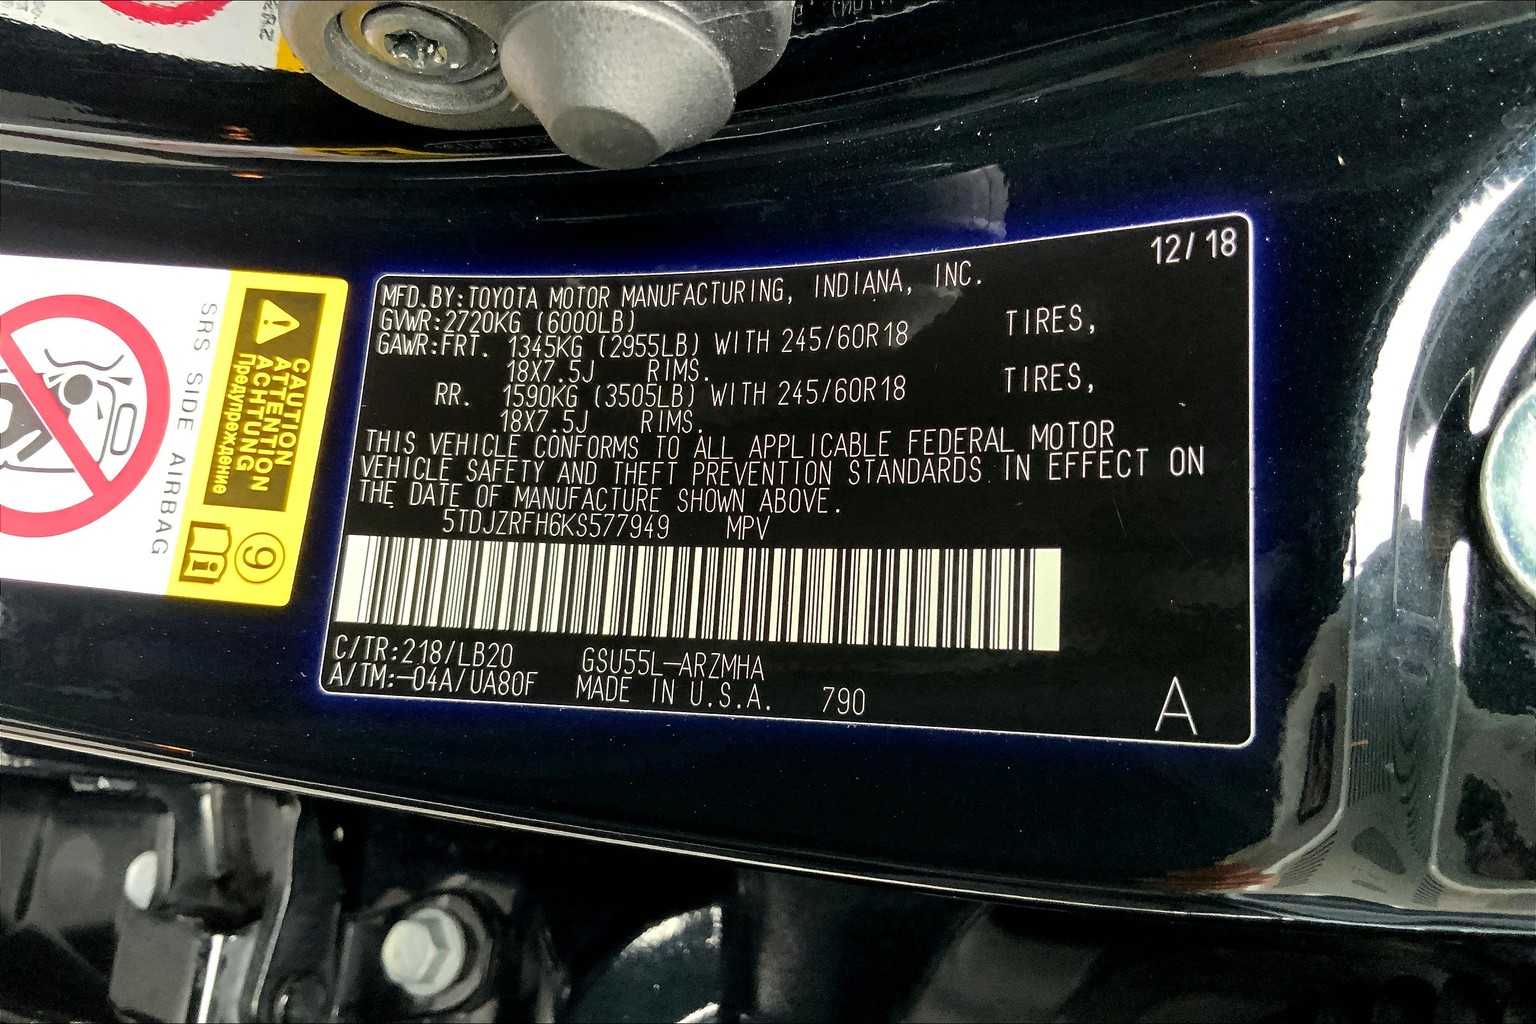 12/18
MFD.BY:TOYOTA MOTOR MANUFACTURING, INDIANA, INC.
GVWR:2720KG (6000LB)
GAWR:FRT. 1345KG (2955LB) WITH 245/60R18 TIRES,
18X7.5J RIMS.
RR. 1590KG (3505LB) WITH 245/60R18 TIRES,
18X7.5J RIMS.
THIS VEHICLE CONFORMS TO ALL APPLICABLE FEDERAL MOTOR
VEHICLE SAFETY AND THEFT PREVENTION STANDARDS IN EFFECT ON
THE DATE OF MANUFACTURE SHOWN ABOVE.
5TDJZRFH6KS577949 MPV
C/TR:218/LB20 GSU55L-ARZMHA
A/TM:-04A/UA80F MADE IN U.S.A. 790
A
CAUTION
ATTENTION
ACHTUNG
Предупреждение
9
SRS SIDE AIRBAG